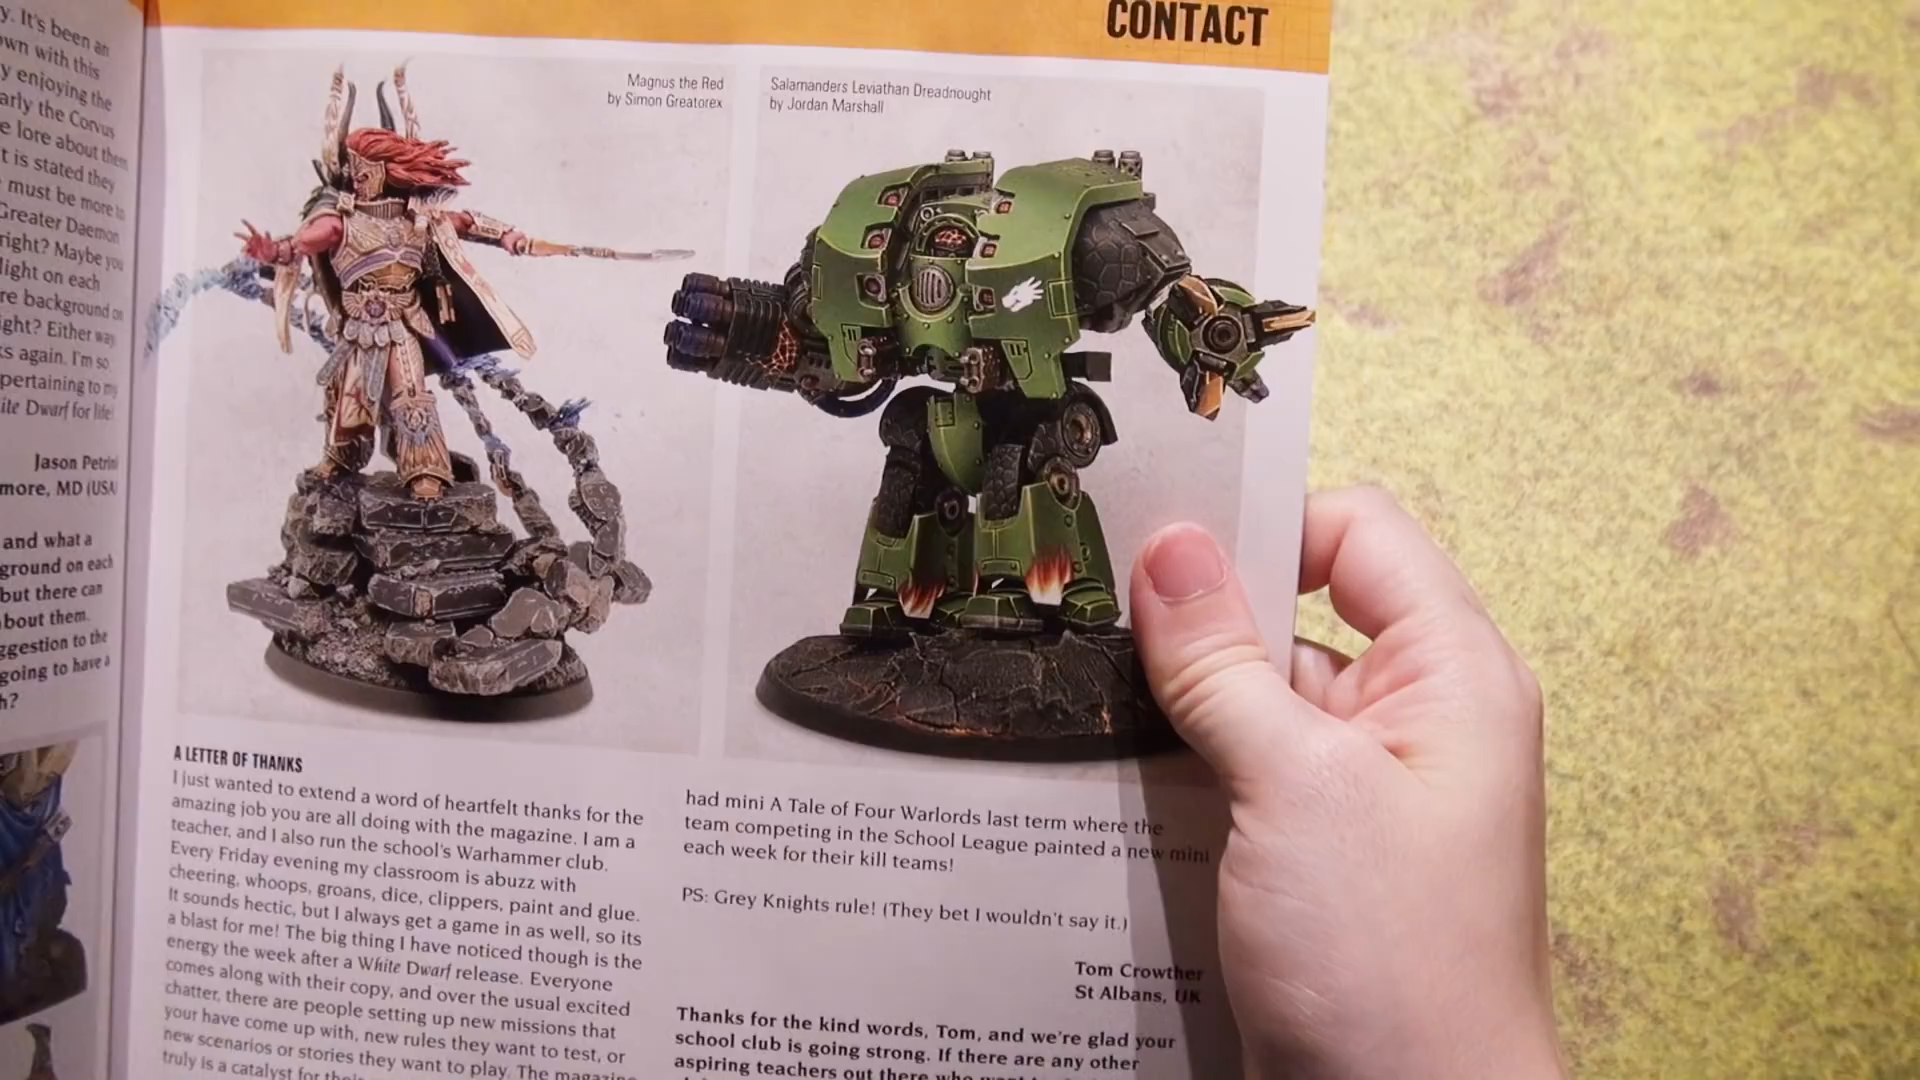 y. It's been an
own with this
y enjoying the
arly the Corvus
e lore about them
t is stated they
must be more to
Greater Daemon
right? Maybe you
light on each
re background on
ight? Either way
ks again. I'm so
pertaining to my
ite Dwarf for life!
Jason Petrini
more, MD (USA)
and what a
ground on each
but there can
bout them.
ggestion to the
going to have a
h?
CONTACT
Magnus the Red
by Simon Greatorex
Salamanders Leviathan Dreadnought
by Jordan Marshall
A LETTER OF THANKS
I just wanted to extend a word of heartfelt thanks for the
amazing job you are all doing with the magazine. I am a
teacher, and I also run the school's Warhammer club.
Every Friday evening my classroom is abuzz with
cheering, whoops, groans, dice, clippers, paint and glue.
It sounds hectic, but I always get a game in as well, so its
a blast for me! The big thing I have noticed though is the
energy the week after a White Dwarf release. Everyone
comes along with their copy, and over the usual excited
chatter, there are people setting up new missions that
your have come up with, new rules they want to test, or
new scenarios or stories they want to play. The magazine
truly is a catalyst for their
had mini A Tale of Four Warlords last term where the
team competing in the School League painted a new mini
each week for their kill teams!
PS: Grey Knights rule! (They bet I wouldn't say it.)
Tom Crowther
St Albans, UK
Thanks for the kind words, Tom, and we're glad your
school club is going strong. If there are any other
aspiring teachers out there who want to